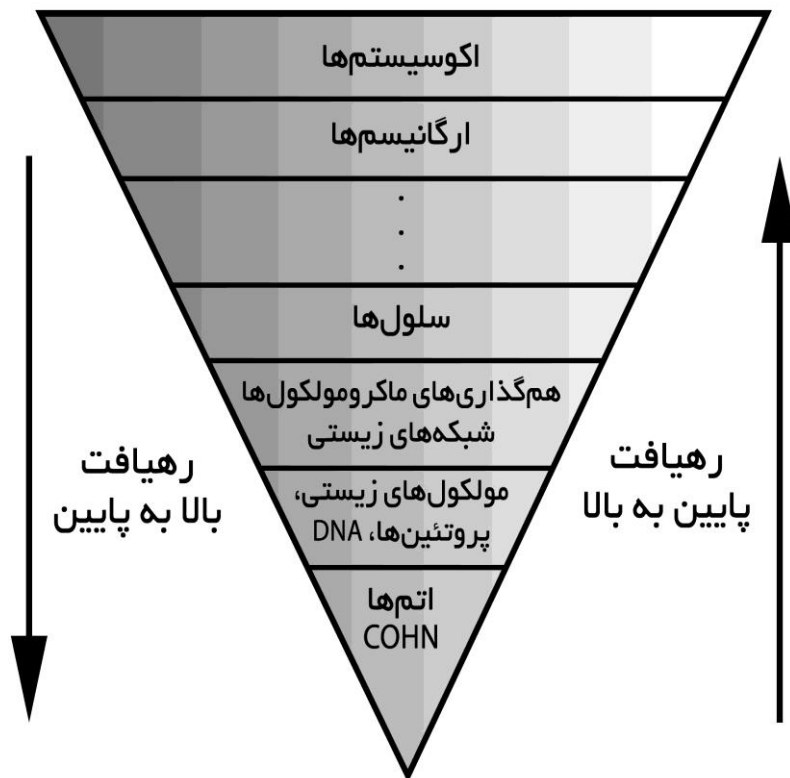 اکوسیستم‌ها
ارگانیسم‌ها
.
.
.
سلول‌ها
هم‌گذاری‌های ماکرومولکول‌ها
شبکه‌های زیستی
مولکول‌های زیستی،
پروتئین‌ها، DNA
اتم‌ها
COHN
رهیافت
پایین به بالا
رهیافت
بالا به پایین